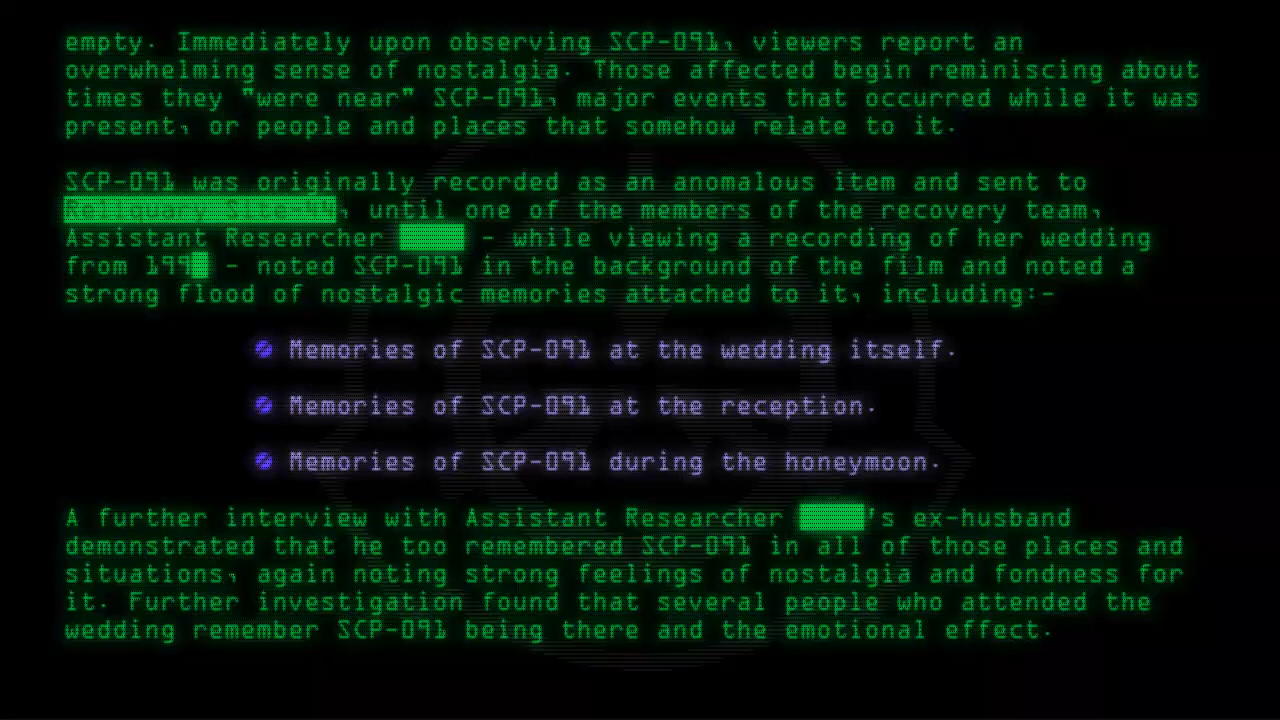 empty. Immediately upon observing SCP-091, viewers report an
overwhelming sense of nostalgia. Those affected begin reminiscing about
times they "were near" SCP-091, major events that occurred while it was
present, or people and places that somehow relate to it.
SCP-091 was originally recorded as an anomalous item and sent to
Reliquary Site-91, until one of the members of the recovery team,
Assistant Researcher - while viewing a recording of her wedding
from 199 - noted SCP-091 in the background of the film and noted a
strong flood of nostalgic memories attached to it, including:-
Memories of SCP-091 at the wedding itself.
Memories of SCP-091 at the reception.
Memories of SCP-091 during the honeymoon.
A further interview with Assistant Researcher 's ex-husband
demonstrated that he too remembered SCP-091 in all of those places and
situations, again noting strong feelings of nostalgia and fondness for
it. Further investigation found that several people who attended the
wedding remember SCP-091 being there and the emotional effect.